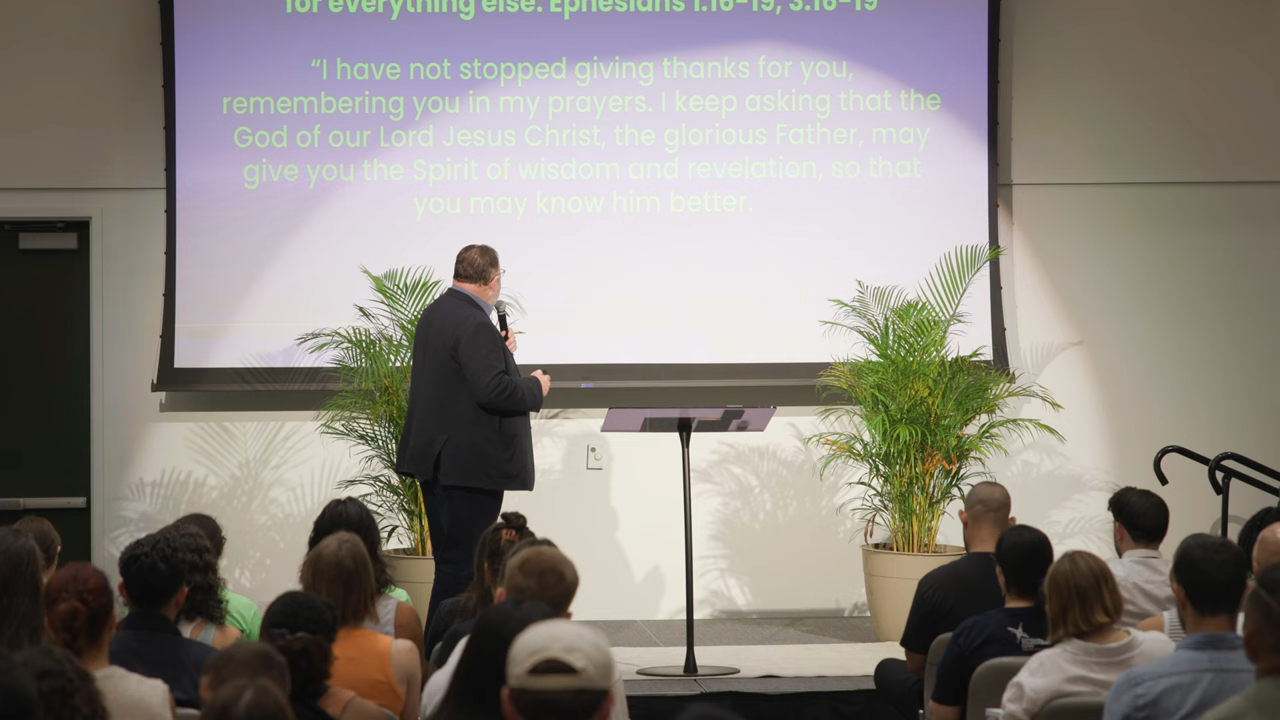 for everything else. Ephesians 1:16-19, 3:16-19
“I have not stopped giving thanks for you,
remembering you in my prayers. I keep asking that the
God of our Lord Jesus Christ, the glorious Father, may
give you the Spirit of wisdom and revelation, so that
you may know him better.